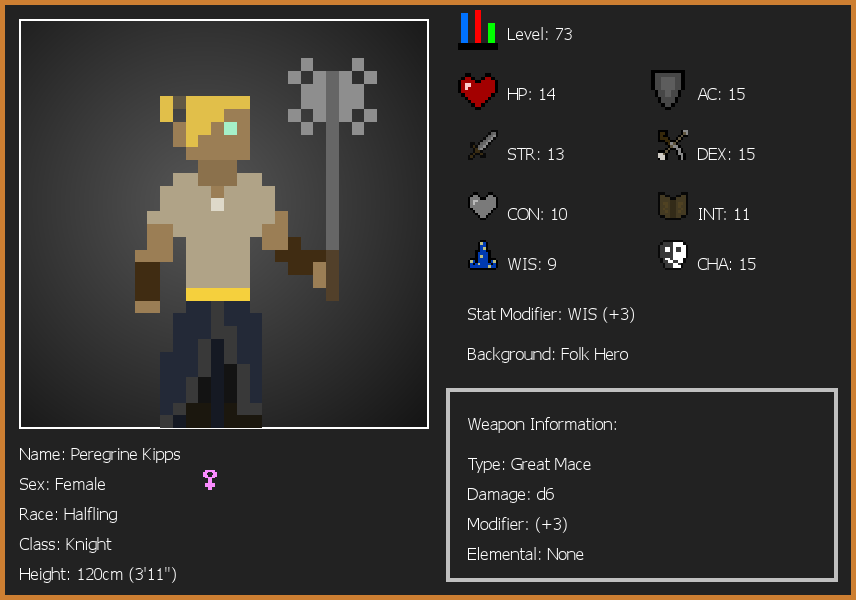 Level: 73
HP: 14
AC: 15
STR: 13
DEX: 15
CON: 10
INT: 11
WIS: 9
CHA: 15
Stat Modifier: WIS (+3)
Background: Folk Hero
Weapon Information:
Type: Great Mace
Damage: d6
Modifier: (+3)
Elemental: None
Name: Peregrine Kipps
Sex: Female
Race: Halfling
Class: Knight
Height: 120cm (3'11")